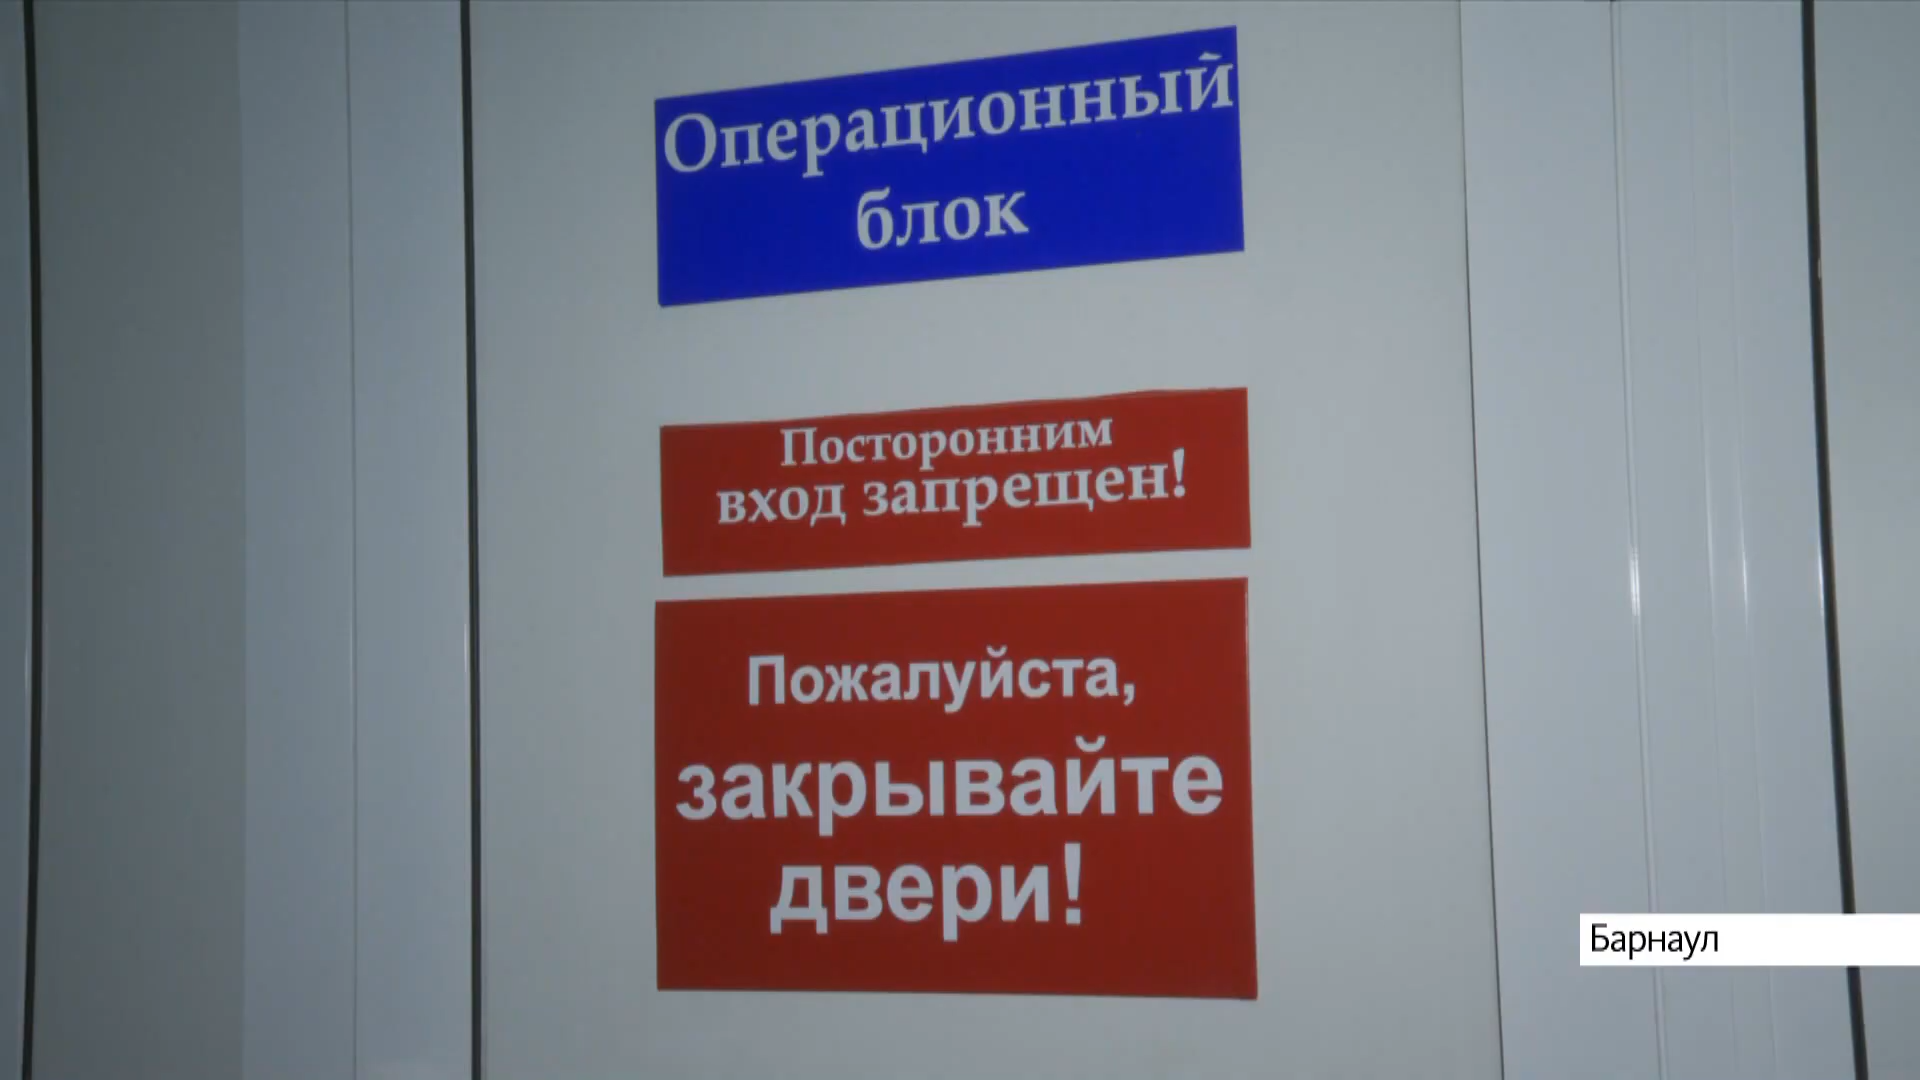 Операционный
блок
Посторонним
вход запрещен!
Пожалуйста,
закрывайте
двери!
Барнаул